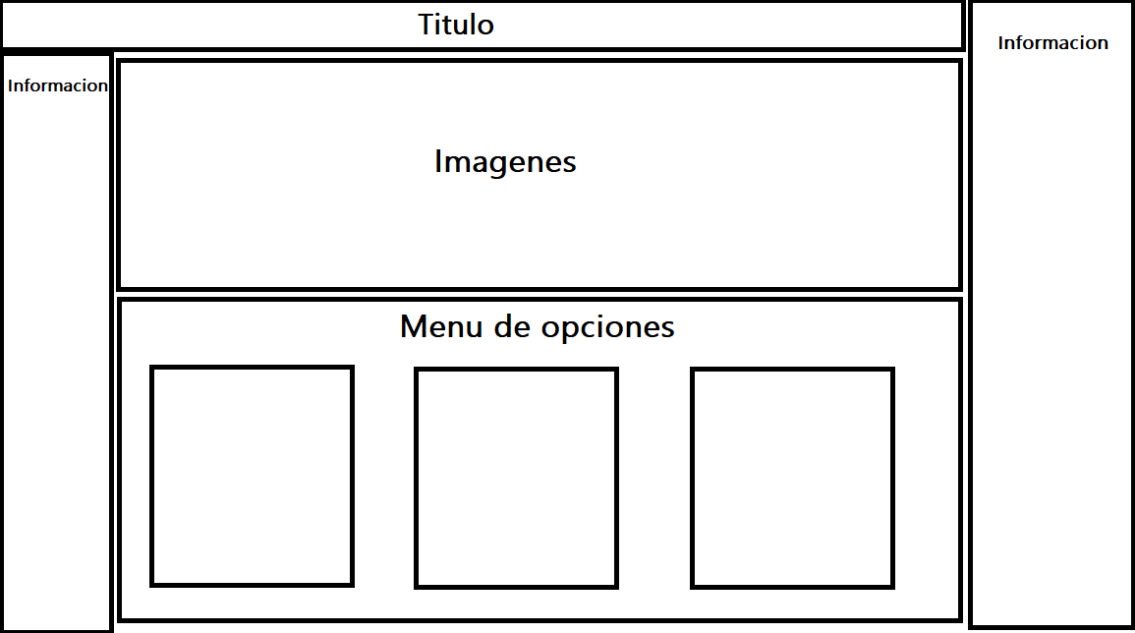 Titulo
Informacion
Informacion
Imagenes
Menu de opciones